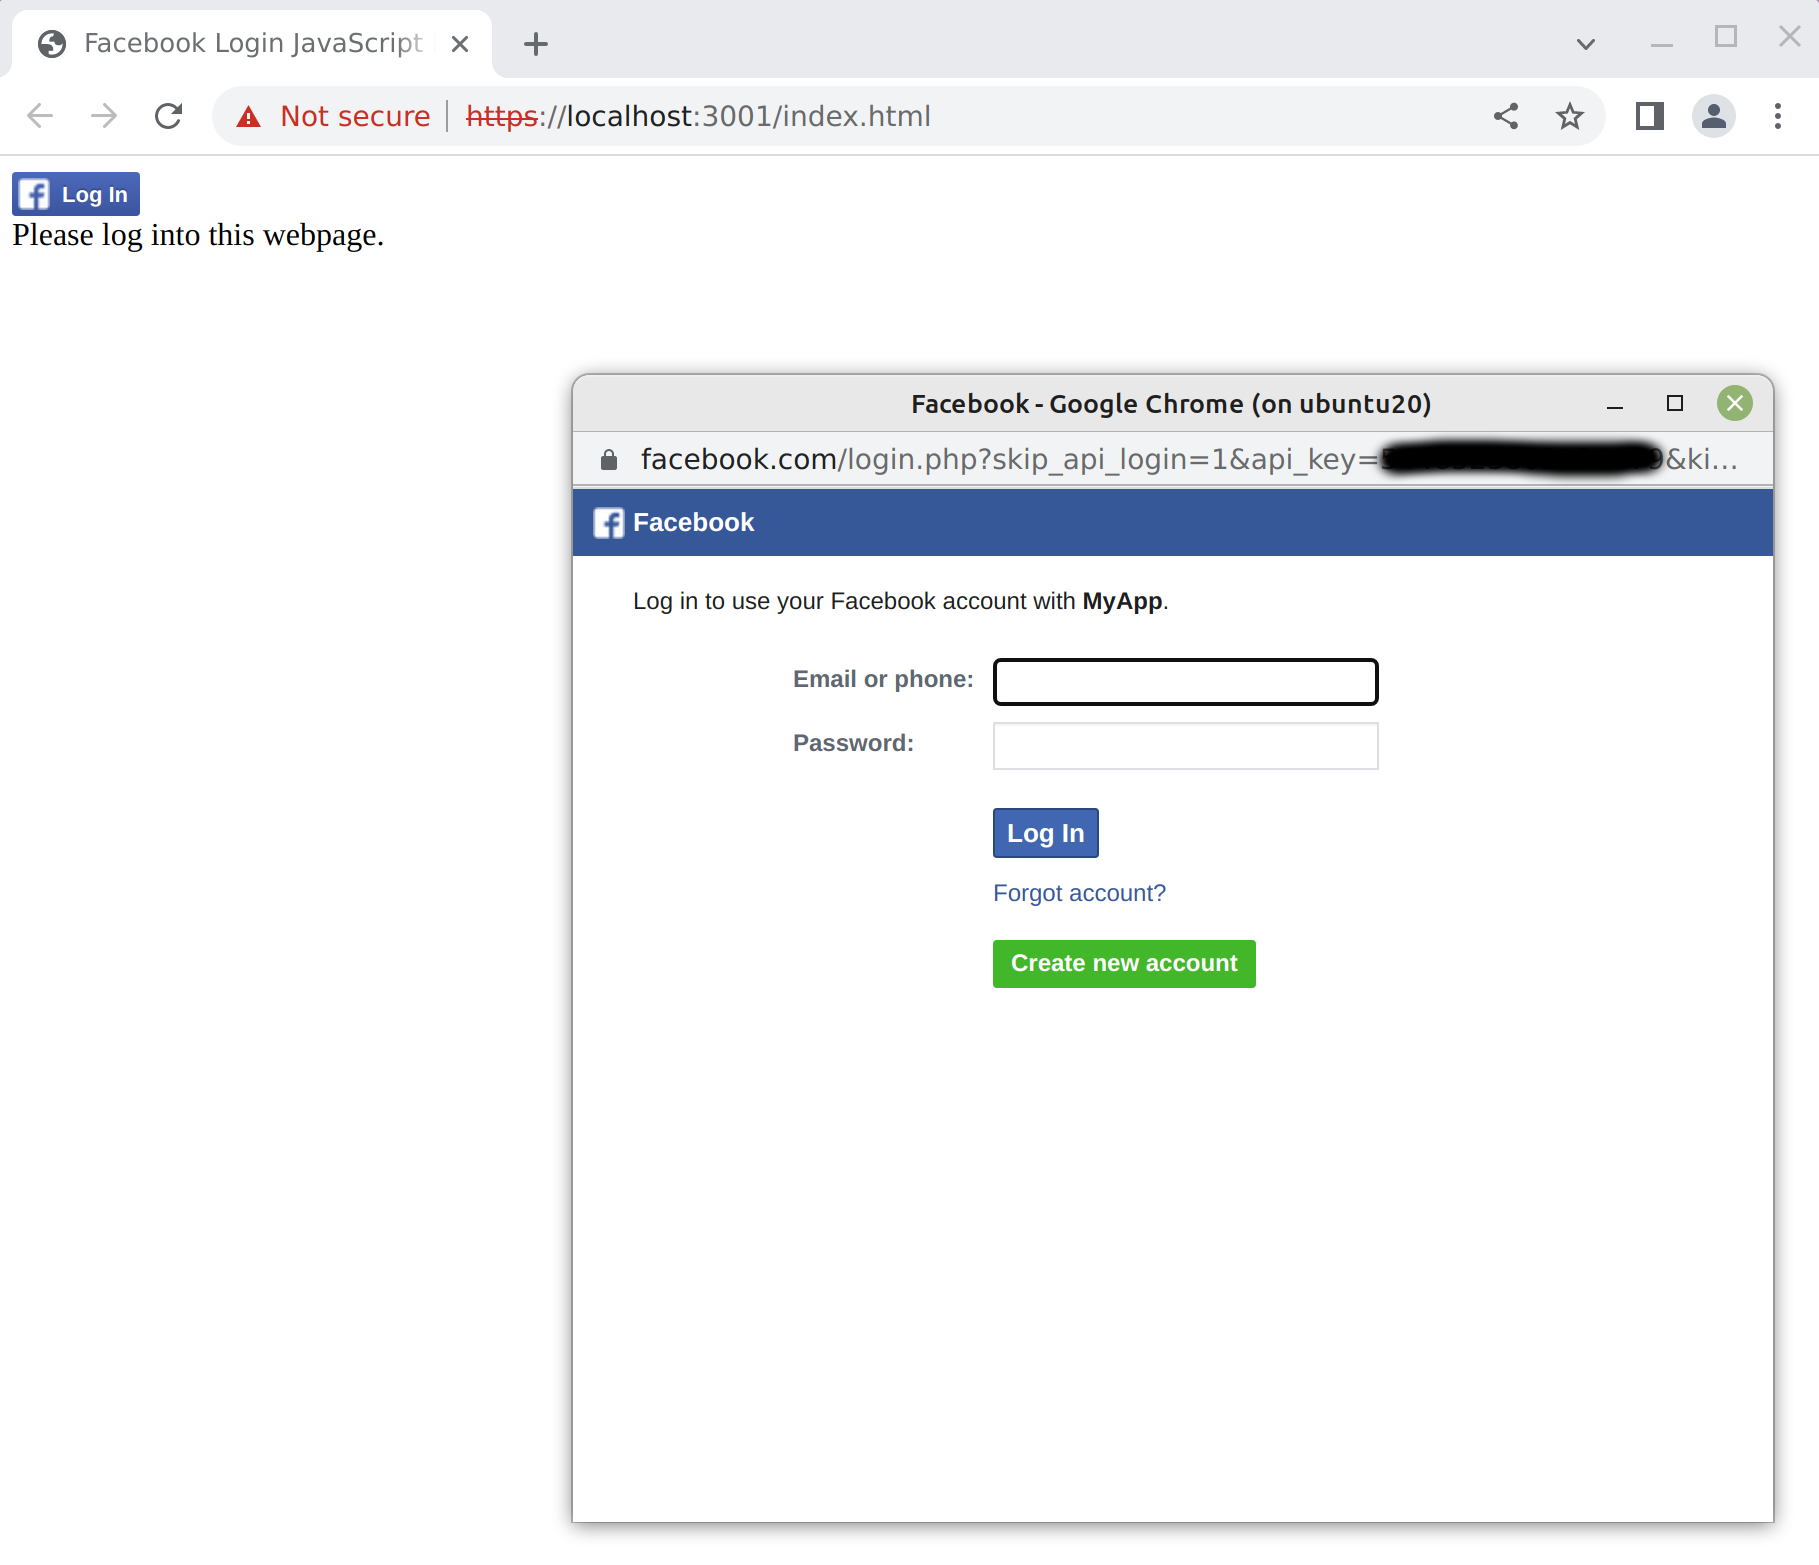 Facebook Login JavaScript
Not secure https://localhost:3001/index.html
Log In
Please log into this webpage.
Facebook - Google Chrome (on ubuntu20)
facebook.com/login.php?skip_api_login=1&api_key= 9&ki...
Facebook
Log in to use your Facebook account with MyApp.
Email or phone:
Password:
Log In
Forgot account?
Create new account